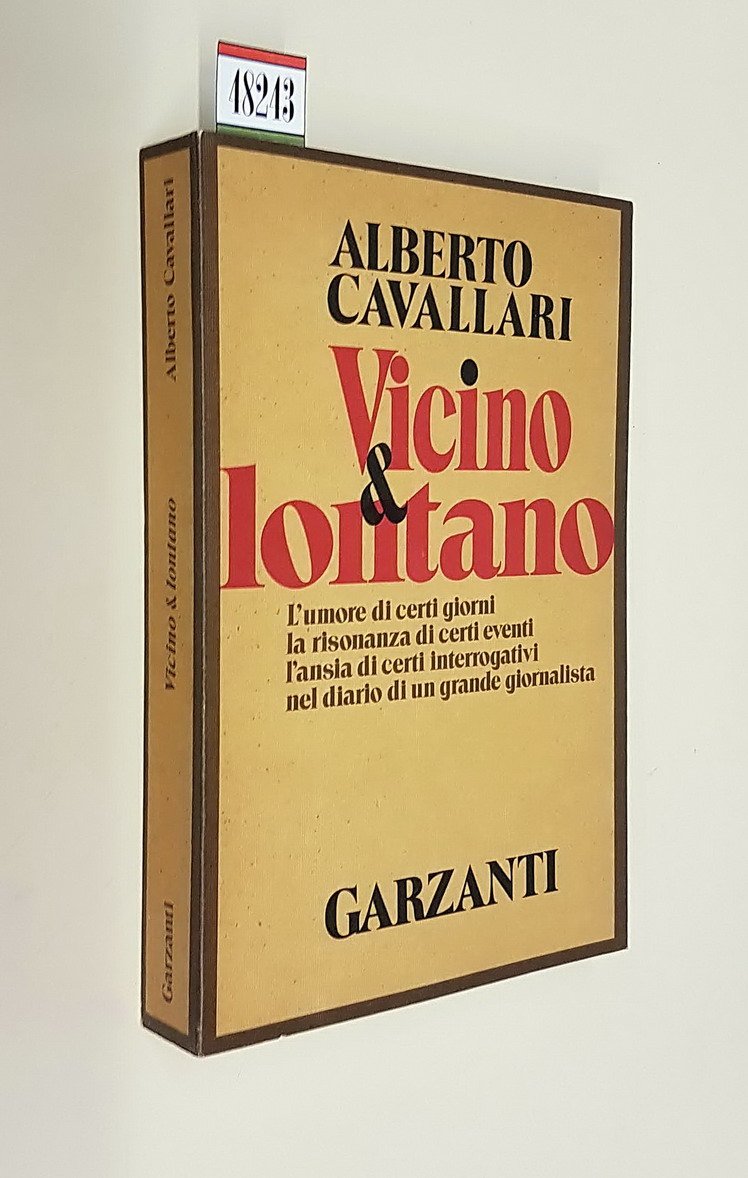 18213
ALBERTO
CAVALLARI
Vicino
&
lontano
L'umore di certi giorni
la risonanza di certi eventi
l'ansia di certi interrogativi
nel diario di un grande giornalista
GARZANTI
Alberto Cavallari
Vicino & lontano
Garzanti